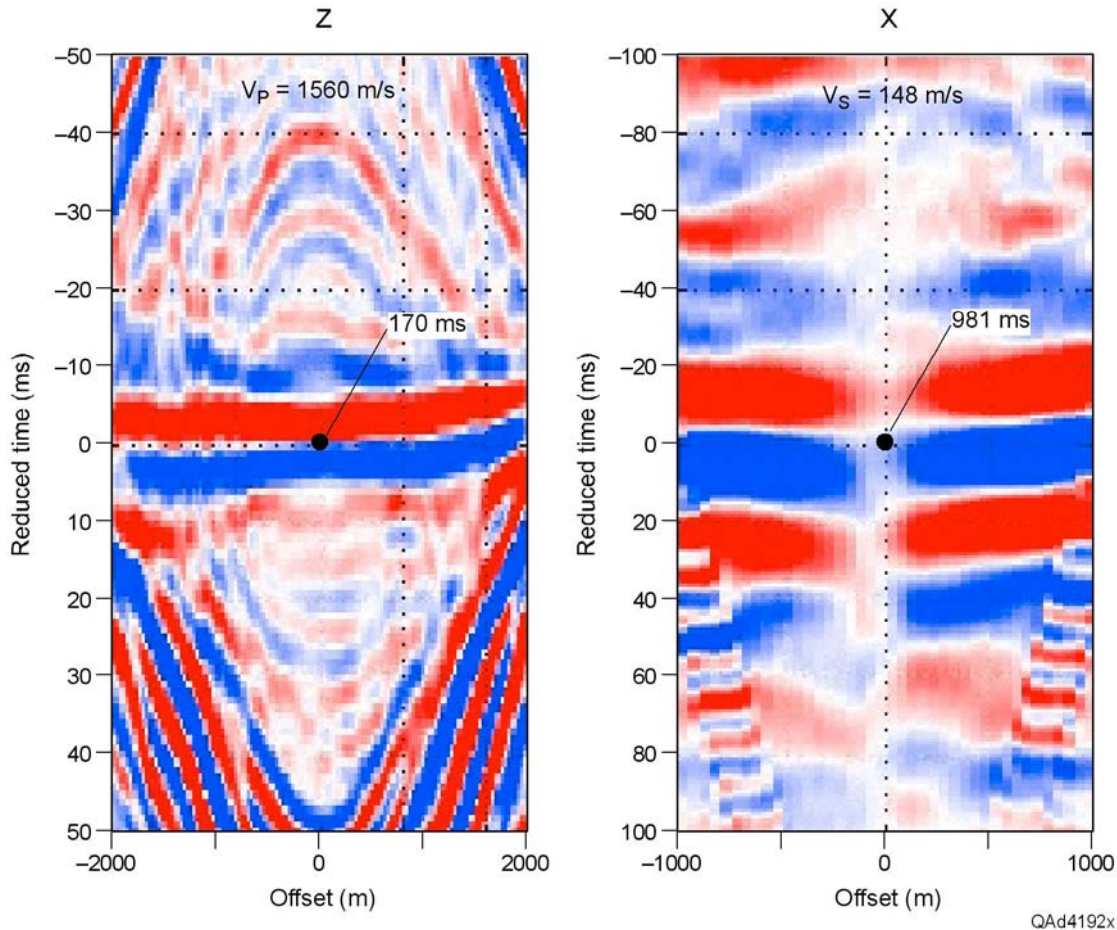 Z
X
–50
–40
–30
–20
–10
0
10
20
30
40
50
Reduced time (ms)
V_P = 1560 m/s
170 ms
–2000
0
2000
Offset (m)
–100
–80
–60
–40
–20
0
20
40
60
80
100
Reduced time (ms)
V_S = 148 m/s
981 ms
–1000
0
1000
Offset (m)
QAd4192x